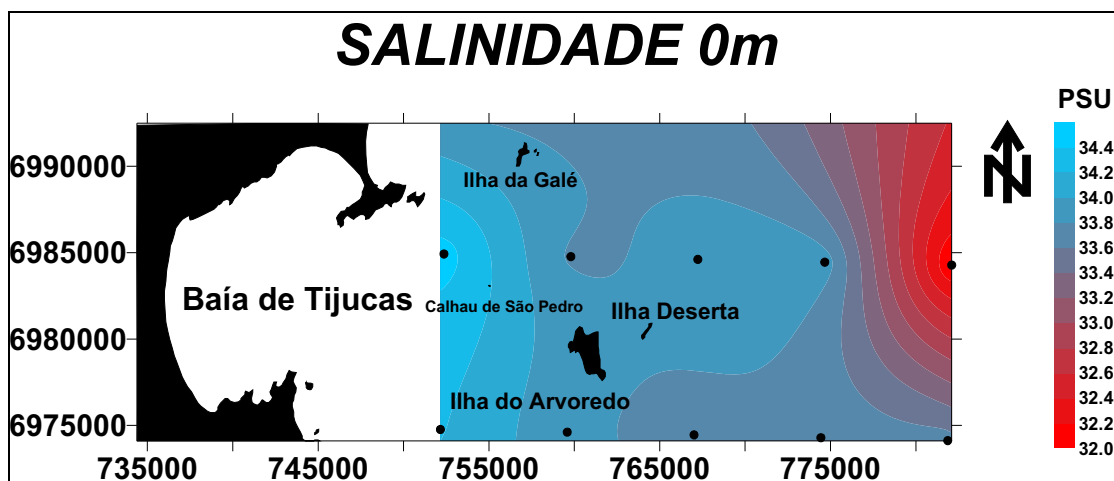 SALINIDADE 0m
PSU
6990000
6985000
6980000
6975000
735000
745000
755000
765000
775000
Ilha da Galé
Baía de Tijucas
Calhau de São Pedro
Ilha Deserta
Ilha do Arvoredo
N
34.4
34.2
34.0
33.8
33.6
33.4
33.2
33.0
32.8
32.6
32.4
32.2
32.0